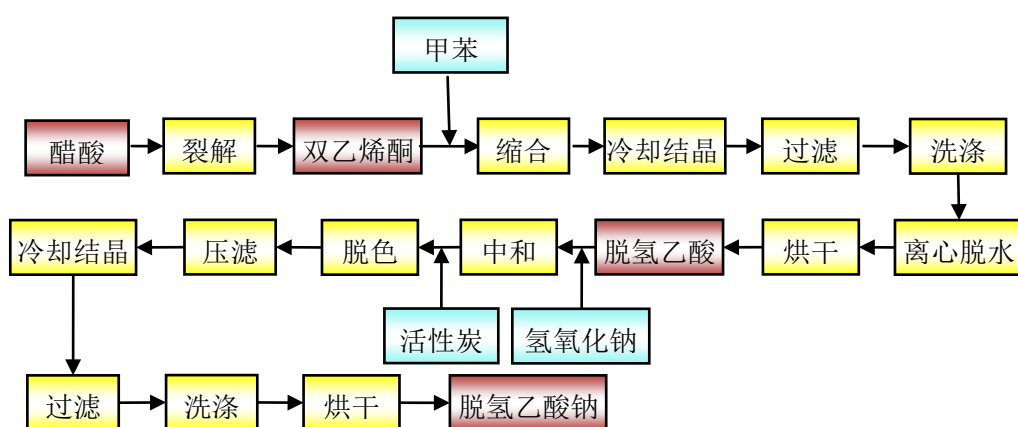 甲苯
醋酸
裂解
双乙烯酮
缩合
冷却结晶
过滤
洗涤
冷却结晶
压滤
脱色
中和
脱氢乙酸
烘干
离心脱水
活性炭
氢氧化钠
过滤
洗涤
烘干
脱氢乙酸钠